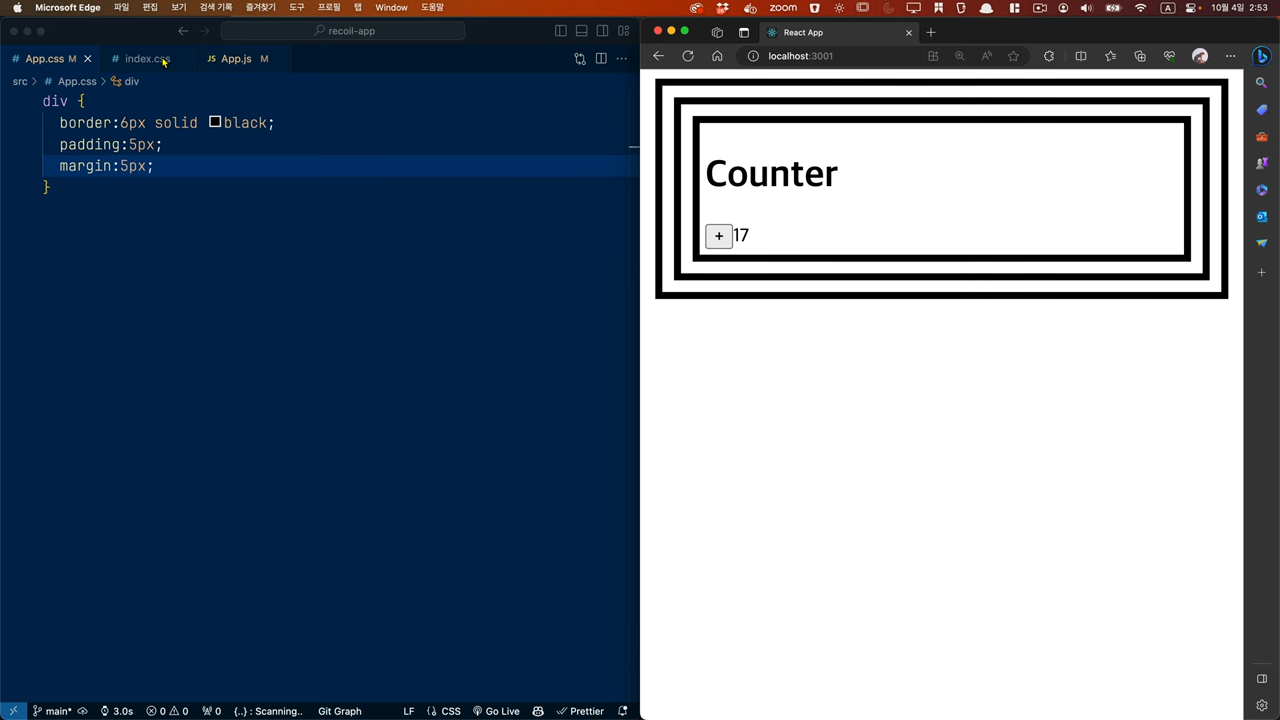 Microsoft Edge 파일 편집 보기 검색 기록 즐겨찾기 도구 프로필 탭 Window 도움말 zoom A 10월 4일 2:53
recoil-app
App.css M index.css JS App.js M
src > # App.css > div
div {
border:6px solid black;
padding:5px;
margin:5px;
}
main* 3.0s 0 0 0 {..} : Scanning.. Git Graph LF CSS Go Live Prettier
React App
localhost:3001
Counter
+ 17